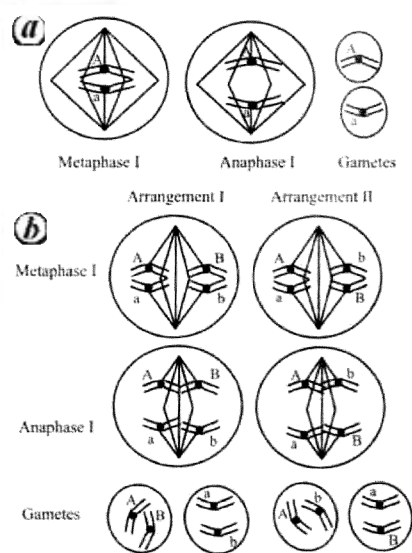 a
A
a
A
a
A
a
Metaphase I Anaphase I Gametes
Arrangement I Arrangement II
b
Metaphase I
A B A b
a b a B
Anaphase I
A B A b
a b a B
Gametes
A B a b A b a B